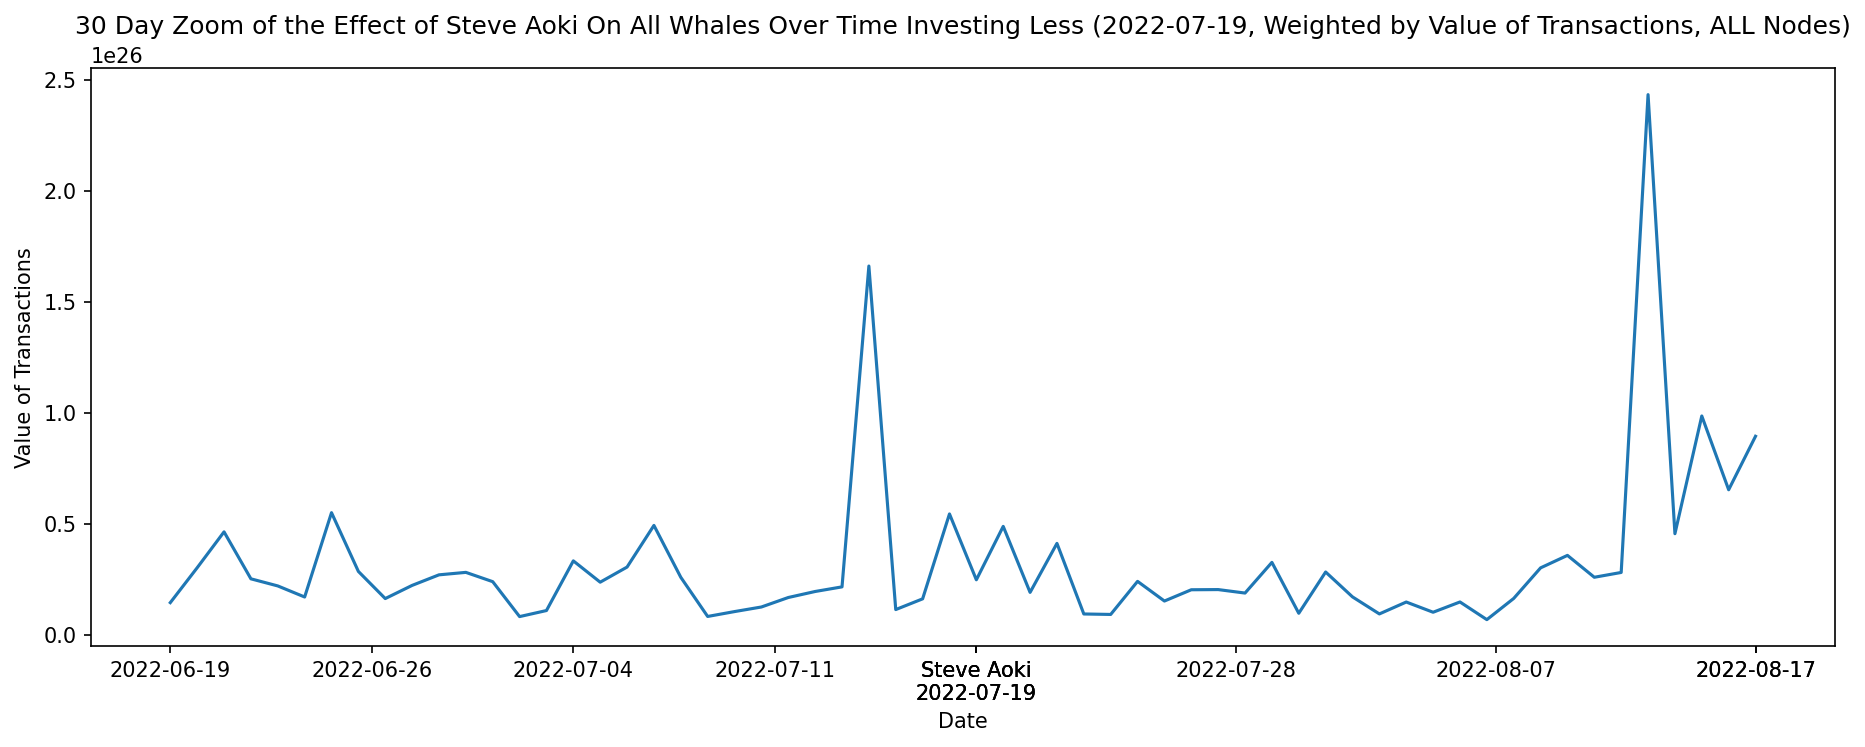 30 Day Zoom of the Effect of Steve Aoki On All Whales Over Time Investing Less (2022-07-19, Weighted by Value of Transactions, ALL Nodes)
1e26
2.5
2.0
1.5
1.0
0.5
0.0
Value of Transactions
2022-06-19 2022-06-26 2022-07-04 2022-07-11 Steve Aoki 2022-07-28 2022-08-07 2022-08-17
2022-07-19
Date